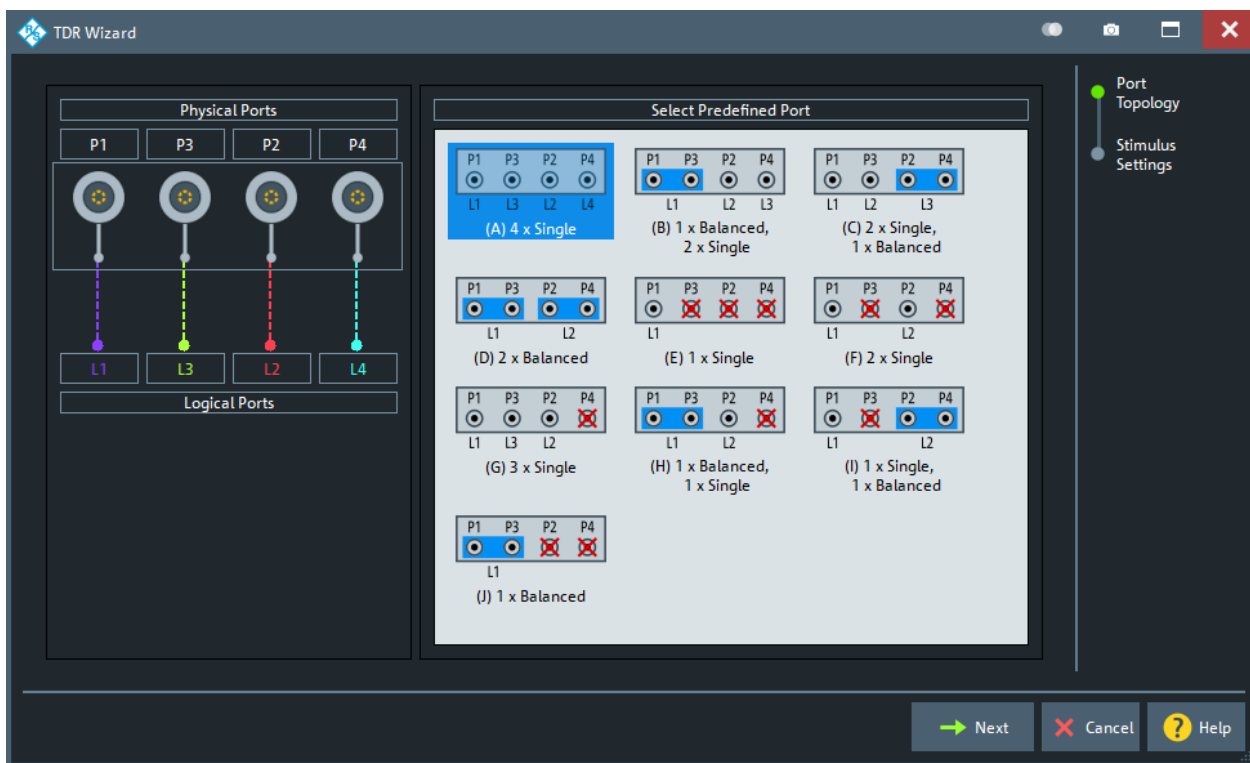 TDR Wizard
Physical Ports
P1 P3 P2 P4
L1 L3 L2 L4
Logical Ports
Select Predefined Port
P1 P3 P2 P4
L1 L3 L2 L4
(A) 4 x Single
P1 P3 P2 P4
L1 L2 L3
(B) 1 x Balanced,
2 x Single
P1 P3 P2 P4
L1 L2 L3
(C) 2 x Single,
1 x Balanced
P1 P3 P2 P4
L1 L2
(D) 2 x Balanced
P1 P3 P2 P4
L1
(E) 1 x Single
P1 P3 P2 P4
L1 L2
(F) 2 x Single
P1 P3 P2 P4
L1 L3 L2
(G) 3 x Single
P1 P3 P2 P4
L1 L2
(H) 1 x Balanced,
1 x Single
P1 P3 P2 P4
L1 L2
(I) 1 x Single,
1 x Balanced
P1 P3 P2 P4
L1
(J) 1 x Balanced
Port
Topology
Stimulus
Settings
Next
Cancel
? Help